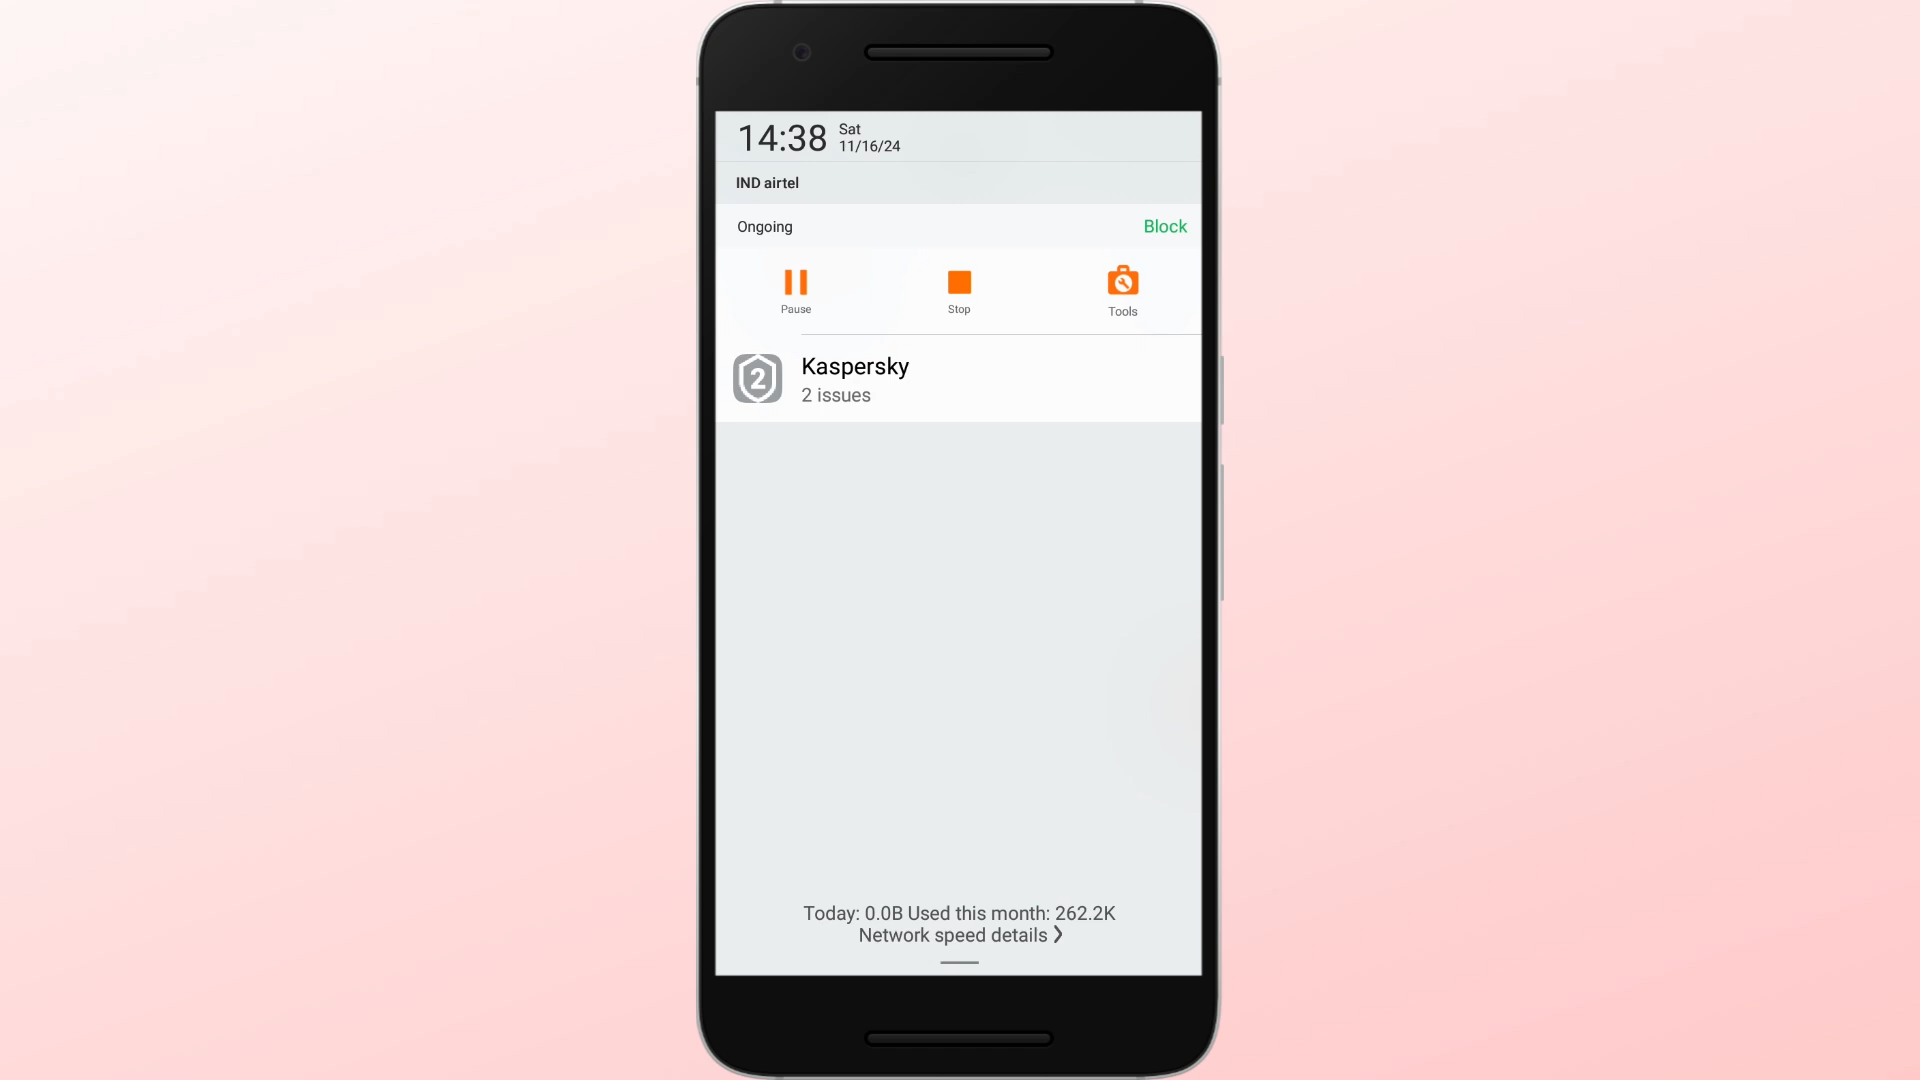 14:38
Sat
11/16/24
IND airtel
Ongoing
Block
Pause
Stop
Tools
2
Kaspersky
2 issues
Today: 0.0B Used this month: 262.2K
Network speed details